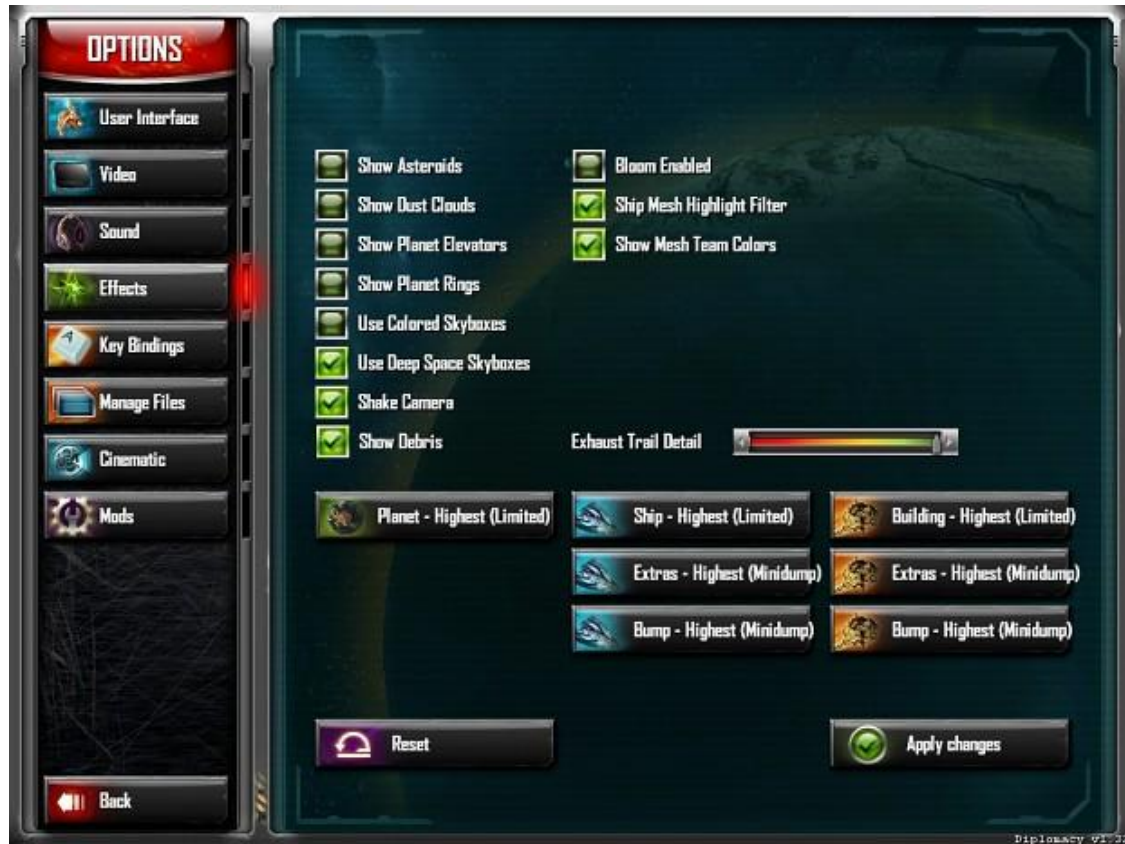 OPTIONS
User Interface
Video
Sound
Effects
Key Bindings
Manage Files
Cinematic
Mods
Back
Show Asteroids
Show Dust Clouds
Show Planet Elevators
Show Planet Rings
Use Colored Skyboxes
Use Deep Space Skyboxes
Shake Camera
Show Debris
Bloom Enabled
Ship Mesh Highlight Filter
Show Mesh Team Colors
Exhaust Trail Detail
Planet - Highest (Limited)
Ship - Highest (Limited)
Building - Highest (Limited)
Extras - Highest (Minidump)
Extras - Highest (Minidump)
Bump - Highest (Minidump)
Bump - Highest (Minidump)
Reset
Apply changes
Diplomacy